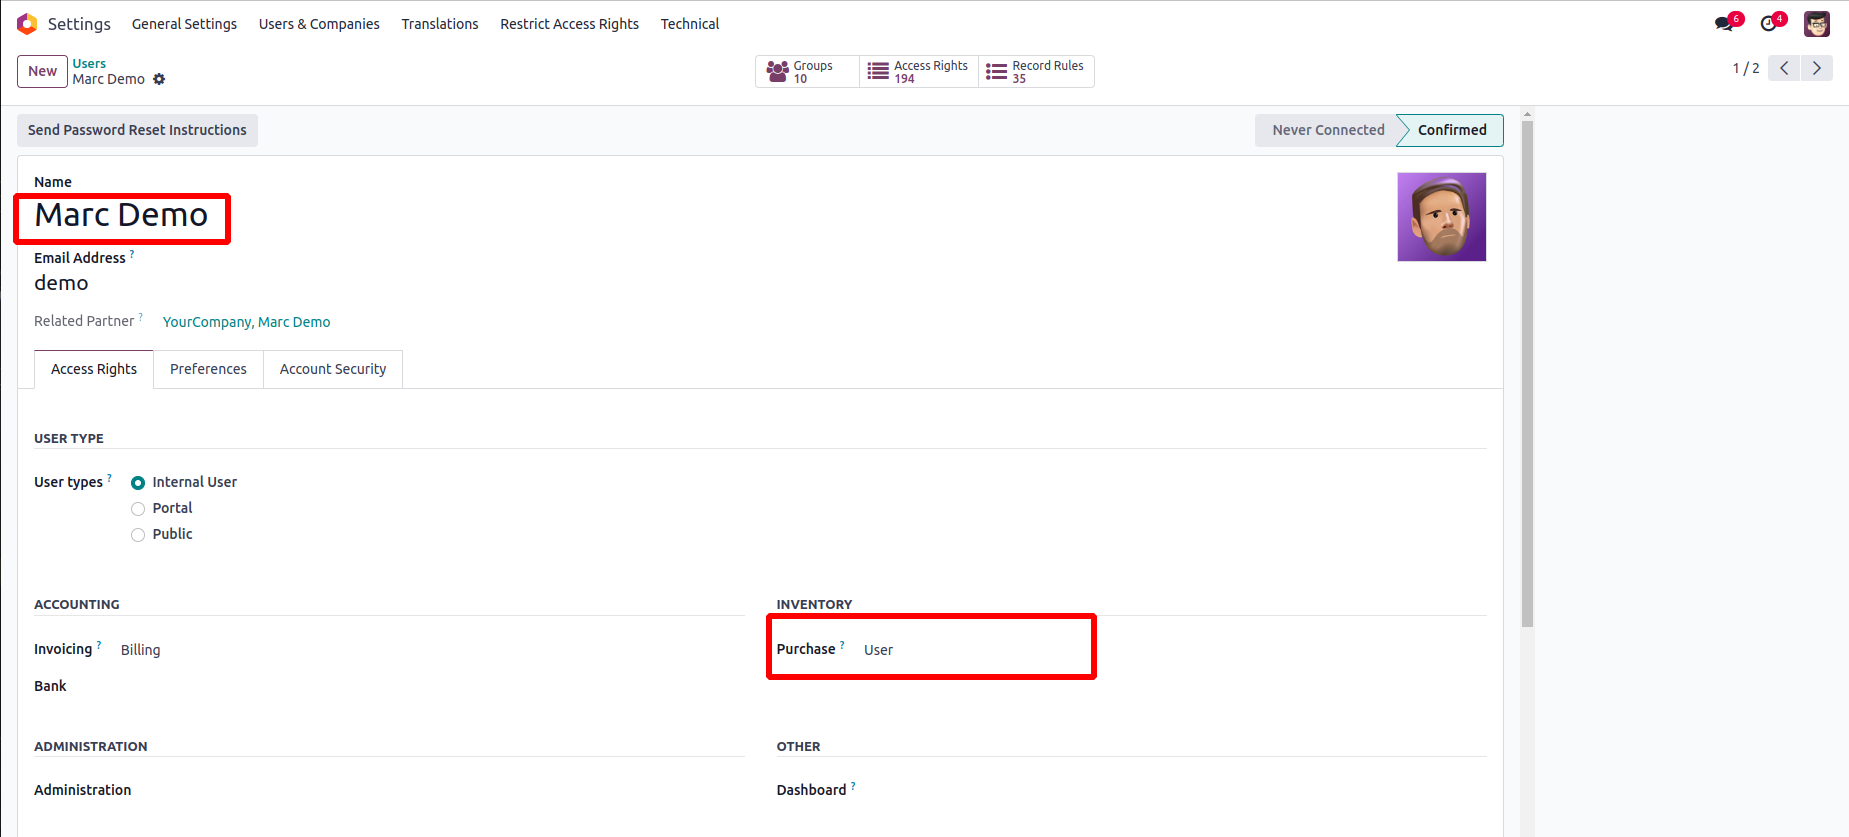 Settings General Settings Users & Companies Translations Restrict Access Rights Technical 6 4
New Users Groups Access Rights Record Rules 1 / 2
Marc Demo 10 194 35
Send Password Reset Instructions Never Connected Confirmed
Name
Marc Demo
Email Address ?
demo
Related Partner ? YourCompany, Marc Demo
Access Rights Preferences Account Security
USER TYPE
User types ? Internal User
Portal
Public
ACCOUNTING INVENTORY
Invoicing ? Billing Purchase ? User
Bank
ADMINISTRATION OTHER
Administration Dashboard ?